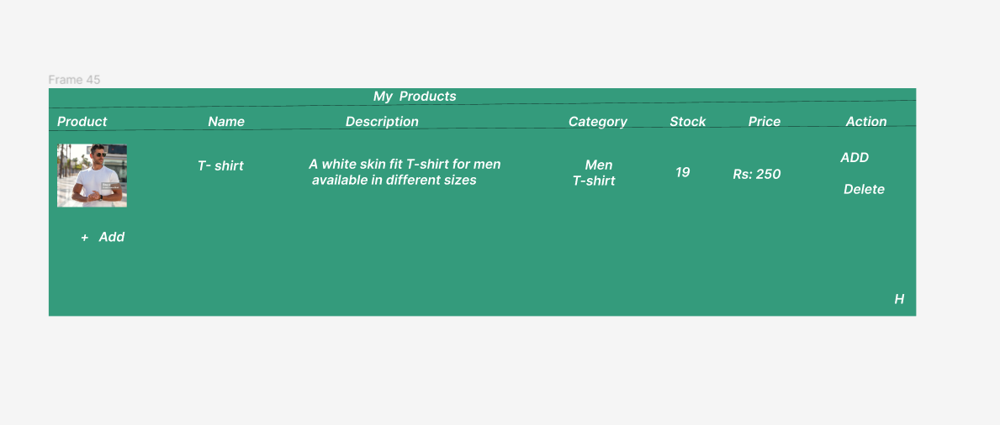 Frame 45
My Products
Product Name Description Category Stock Price Action
T- shirt
A white skin fit T-shirt for men
available in different sizes
Men
T-shirt
19
Rs: 250
ADD
Delete
+ Add
H